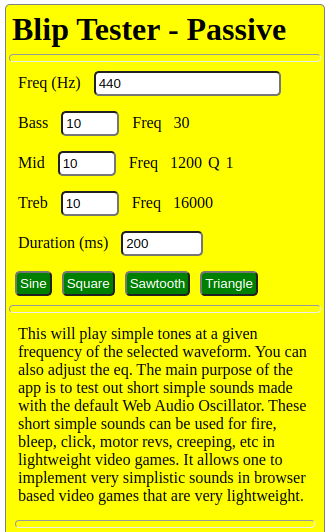 Blip Tester - Passive
Freq (Hz) 440
Bass 10 Freq 30
Mid 10 Freq 1200 Q 1
Treb 10 Freq 16000
Duration (ms) 200
Sine Square Sawtooth Triangle
This will play simple tones at a given
frequency of the selected waveform. You can
also adjust the eq. The main purpose of the
app is to test out short simple sounds made
with the default Web Audio Oscillator. These
short simple sounds can be used for fire,
bleep, click, motor revs, creeping, etc in
lightweight video games. It allows one to
implement very simplistic sounds in browser
based video games that are very lightweight.